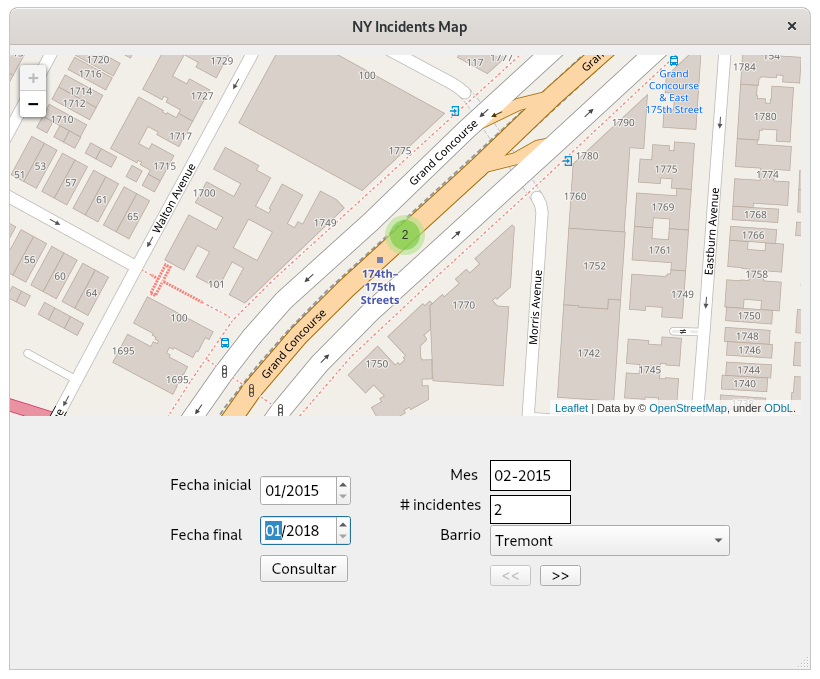 NY Incidents Map
×
+
−
1720
1716
1714
1712
1710
1729
1727
1717
1715
1700
100
117
1775
Grand Concourse
Gran
Grand
Concourse
& East
175th Street
154
1784
1790
1780
1780
1775
1774
1769
1768
1766
1761
1760
1758
1752
1749
1750
1748
1746
1745
1744
1742
1740
53
51
57
61
65
Walton Avenue
1749
2
174th–
175th
Streets
56
60
64
101
100
1695
1695
1770
1750
Grand Concourse
Morris Avenue
Eastburn Avenue
Leaflet | Data by © OpenStreetMap, under ODbL.
Fecha inicial
01/2015
Fecha final
01/2018
Consultar
Mes
02-2015
# incidentes
2
Barrio
Tremont
<<
>>